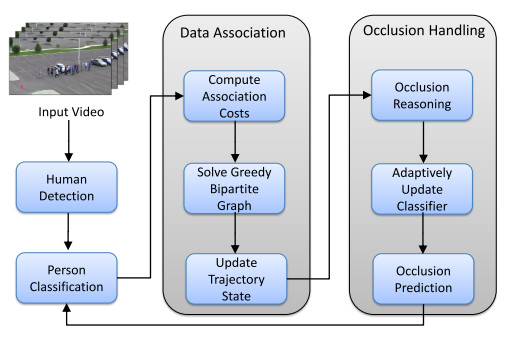 Input Video
Human
Detection
Person
Classification
Data Association
Compute
Association
Costs
Solve Greedy
Bipartite
Graph
Update
Trajectory
State
Occlusion Handling
Occlusion
Reasoning
Adaptively
Update
Classifier
Occlusion
Prediction